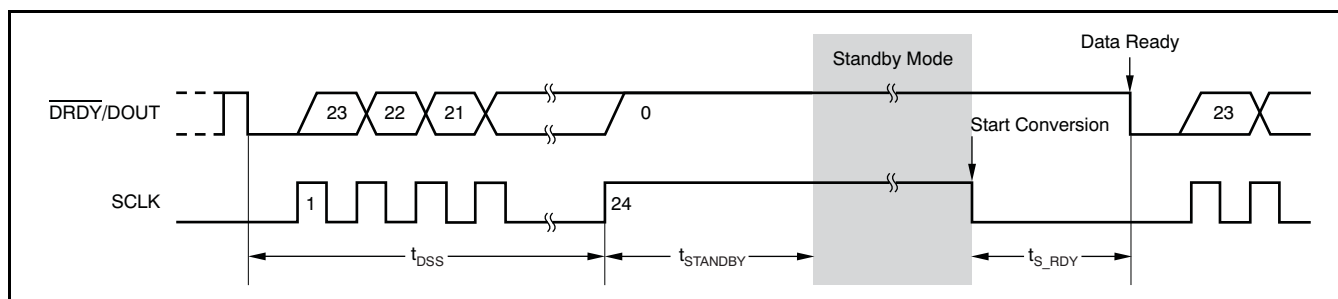 Data Ready
Standby Mode
DRDY/DOUT
23
22
21
0
Start Conversion
23
SCLK
1
24
tDSS
tSTANDBY
tS_RDY